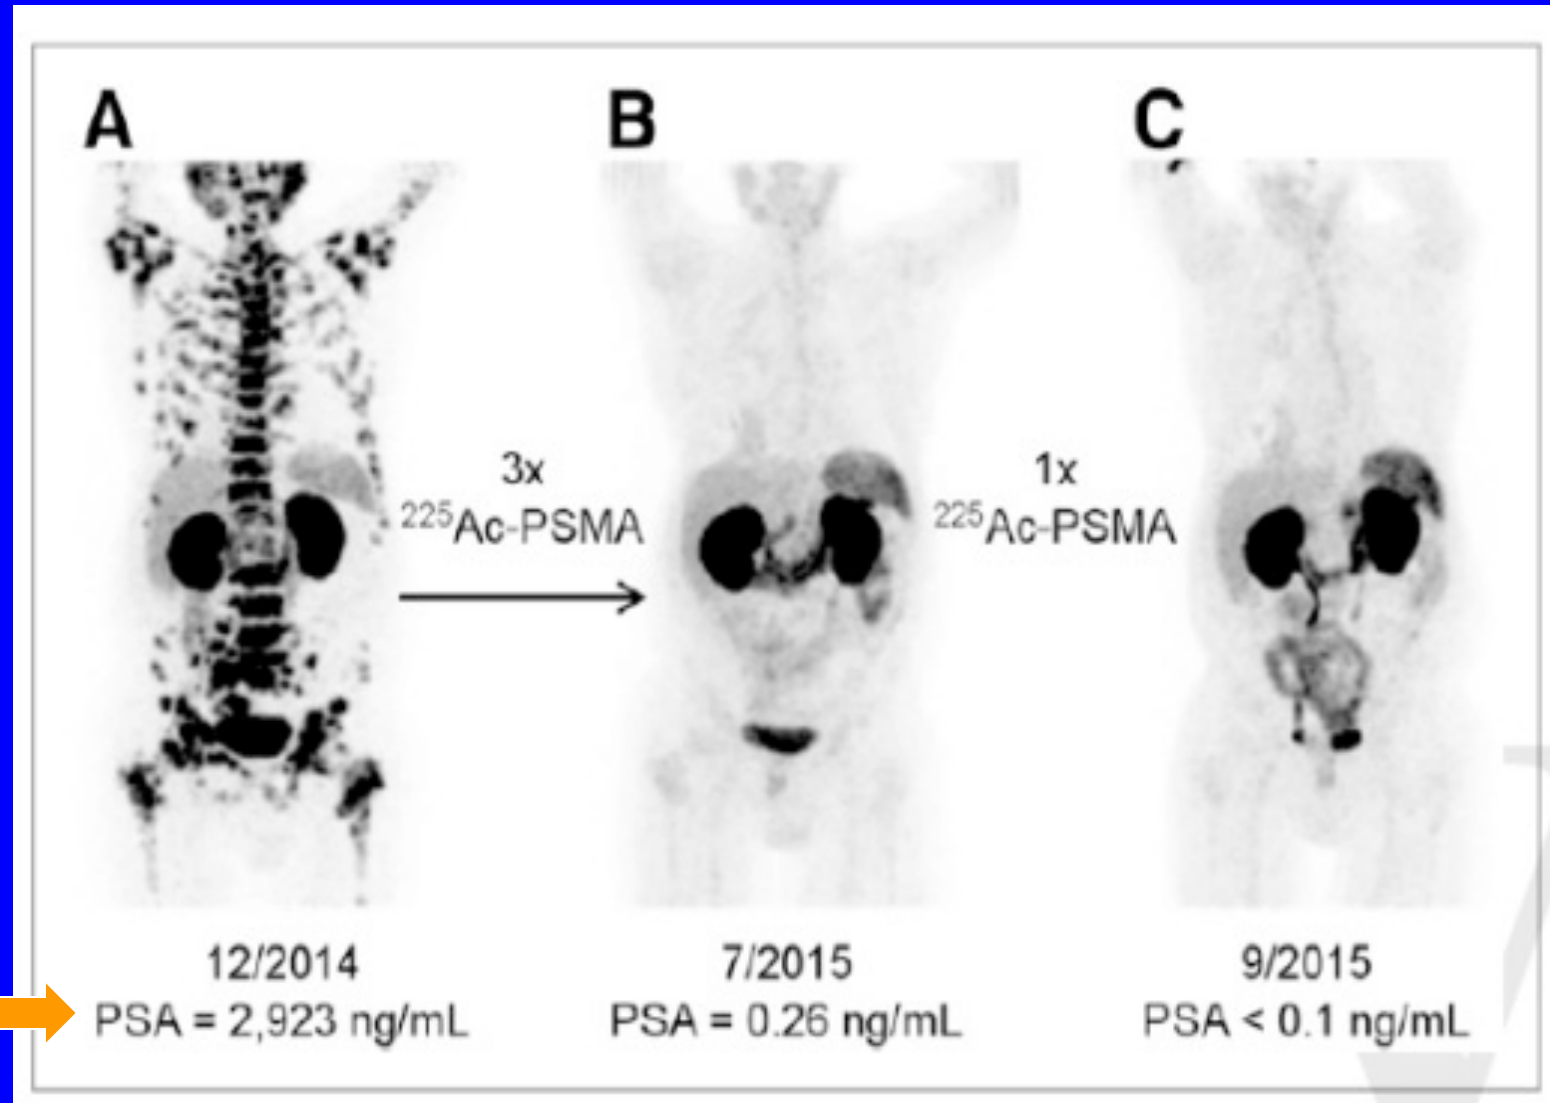 A
B
C
3x
²²⁵Ac-PSMA
1x
²²⁵Ac-PSMA
12/2014
PSA = 2,923 ng/mL
7/2015
PSA = 0.26 ng/mL
9/2015
PSA < 0.1 ng/mL